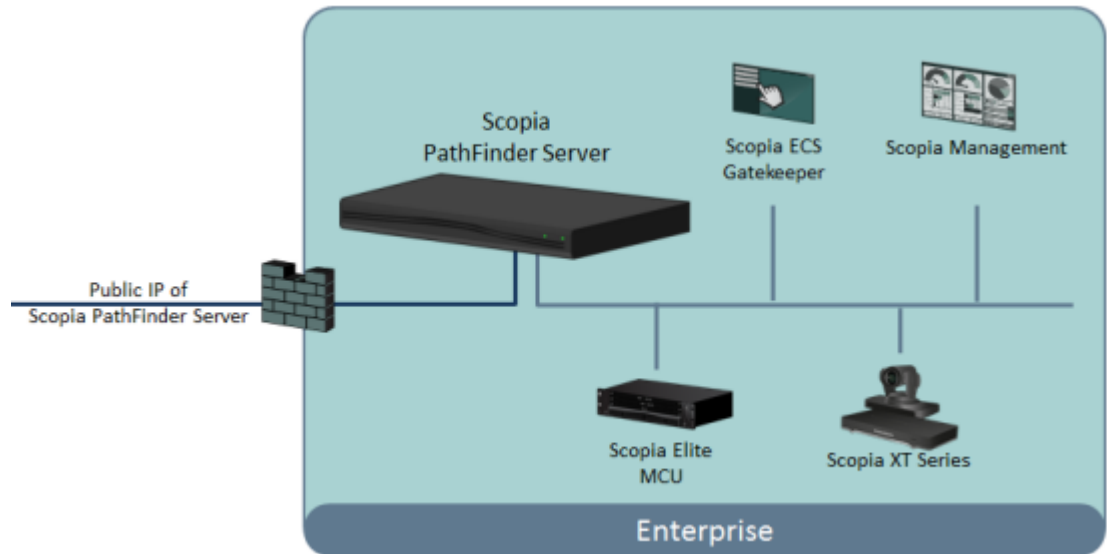 Scopia
PathFinder Server
Scopia ECS
Gatekeeper
Scopia Management
Public IP of
Scopia PathFinder Server
Scopia Elite
MCU
Scopia XT Series
Enterprise